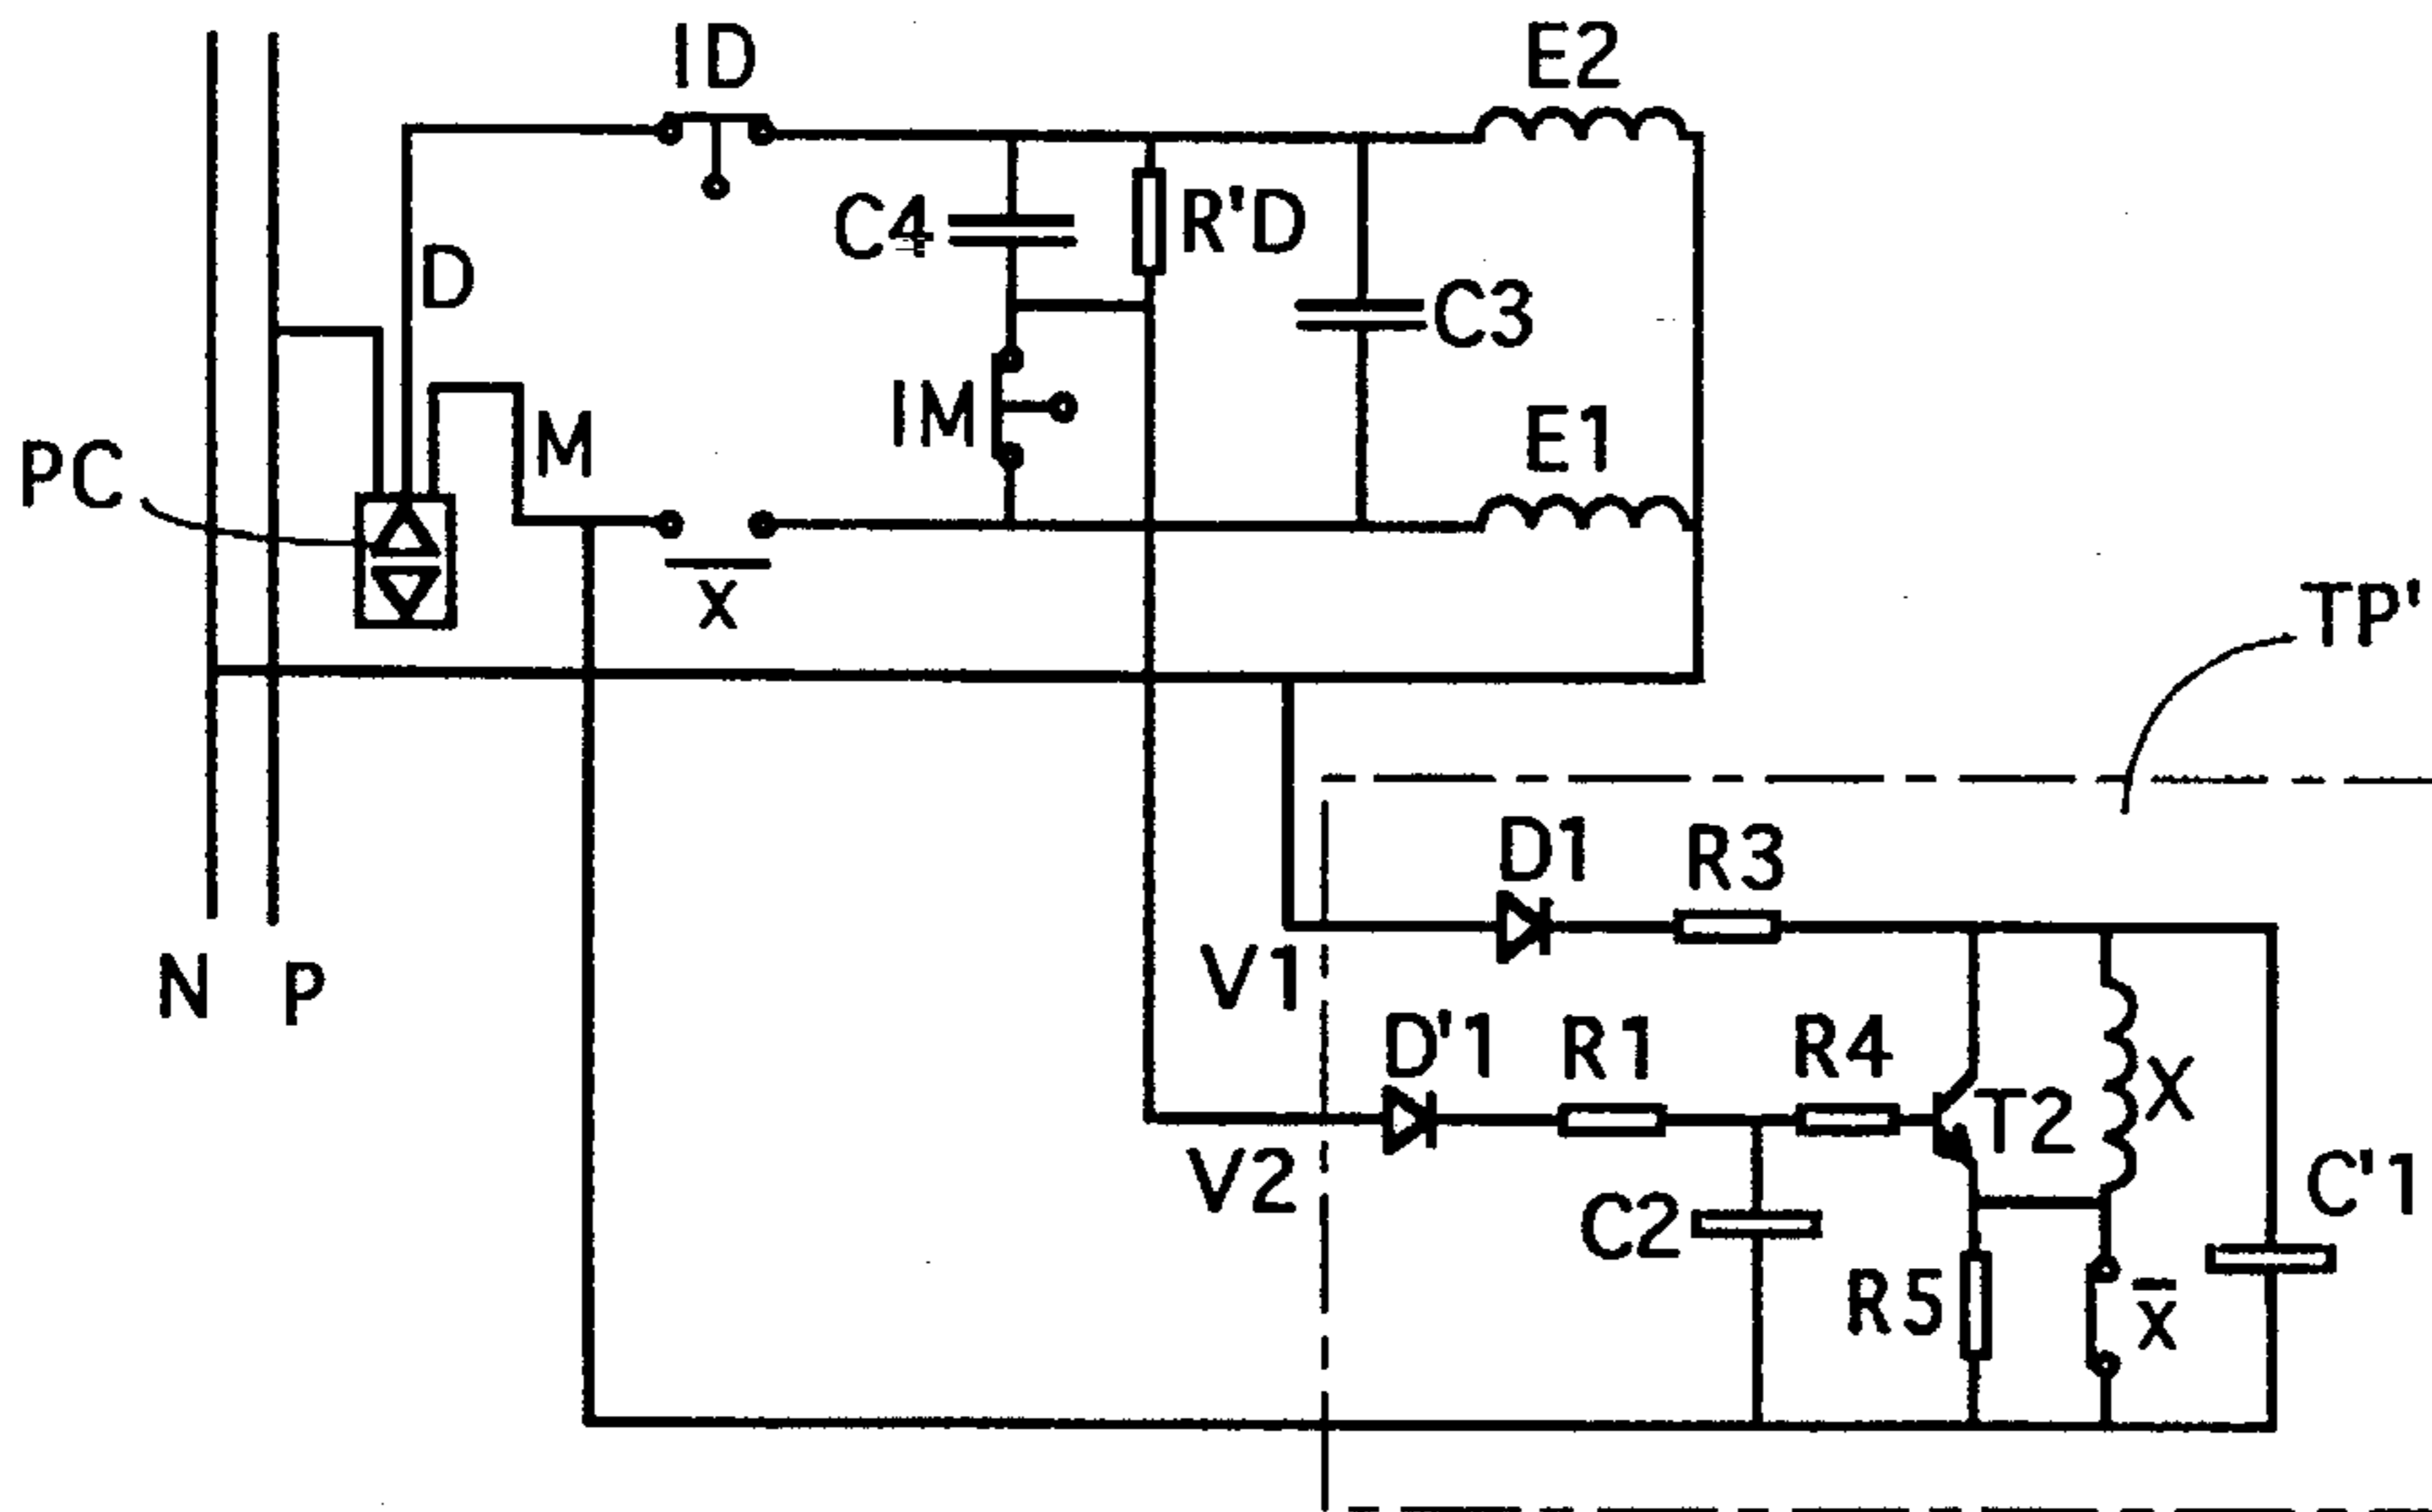 ID
E2
C4
R'D
D
C3
IM
E1
M
PC
x
TP'
D1
R3
V1
N
P
D'1
R1
R4
X
T2
V2
C2
C'1
R5
x̅